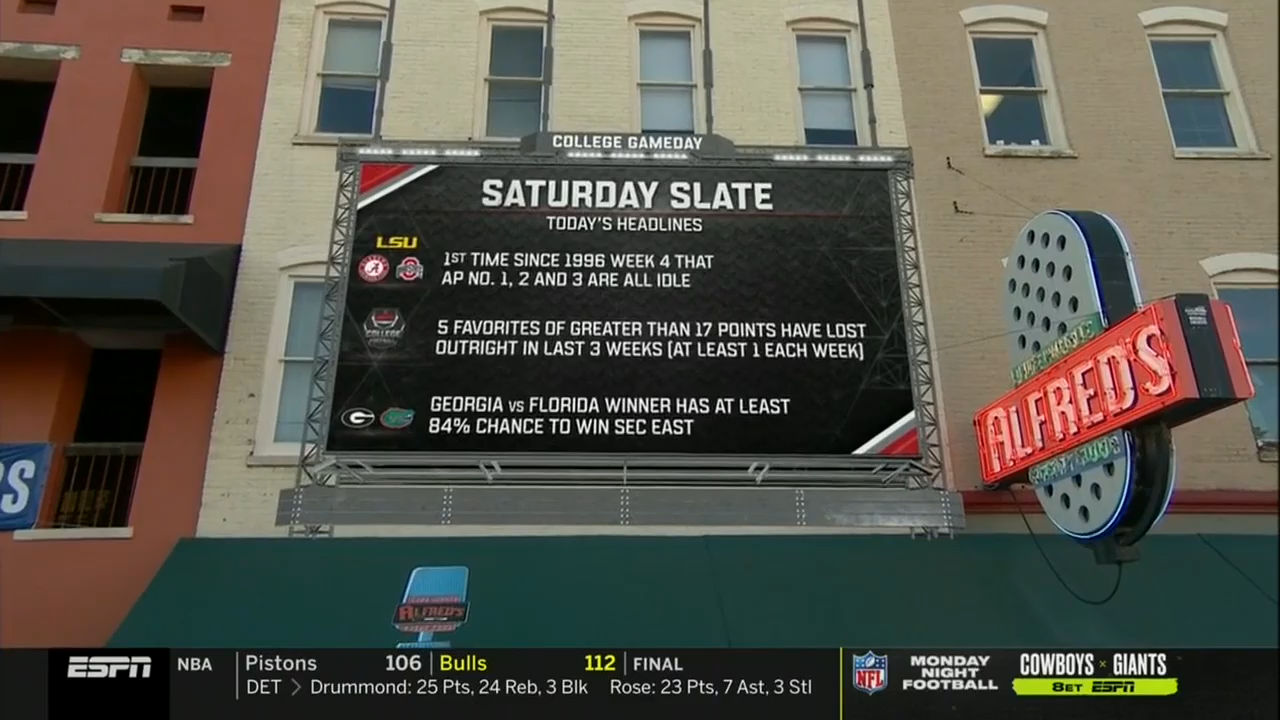 COLLEGE GAMEDAY
SATURDAY SLATE
TODAY'S HEADLINES
LSU
1ST TIME SINCE 1996 WEEK 4 THAT
AP NO. 1, 2 AND 3 ARE ALL IDLE
COLLEGE
5 FAVORITES OF GREATER THAN 17 POINTS HAVE LOST
OUTRIGHT IN LAST 3 WEEKS (AT LEAST 1 EACH WEEK)
GEORGIA vs FLORIDA WINNER HAS AT LEAST
84% CHANCE TO WIN SEC EAST
ALFRED'S
S
ALFRED'S
ESPN
NBA
Pistons 106
Bulls 112
FINAL
DET > Drummond: 25 Pts, 24 Reb, 3 Blk Rose: 23 Pts, 7 Ast, 3 Stl
NFL
MONDAY
NIGHT
FOOTBALL
COWBOYS × GIANTS
8ET ESPN